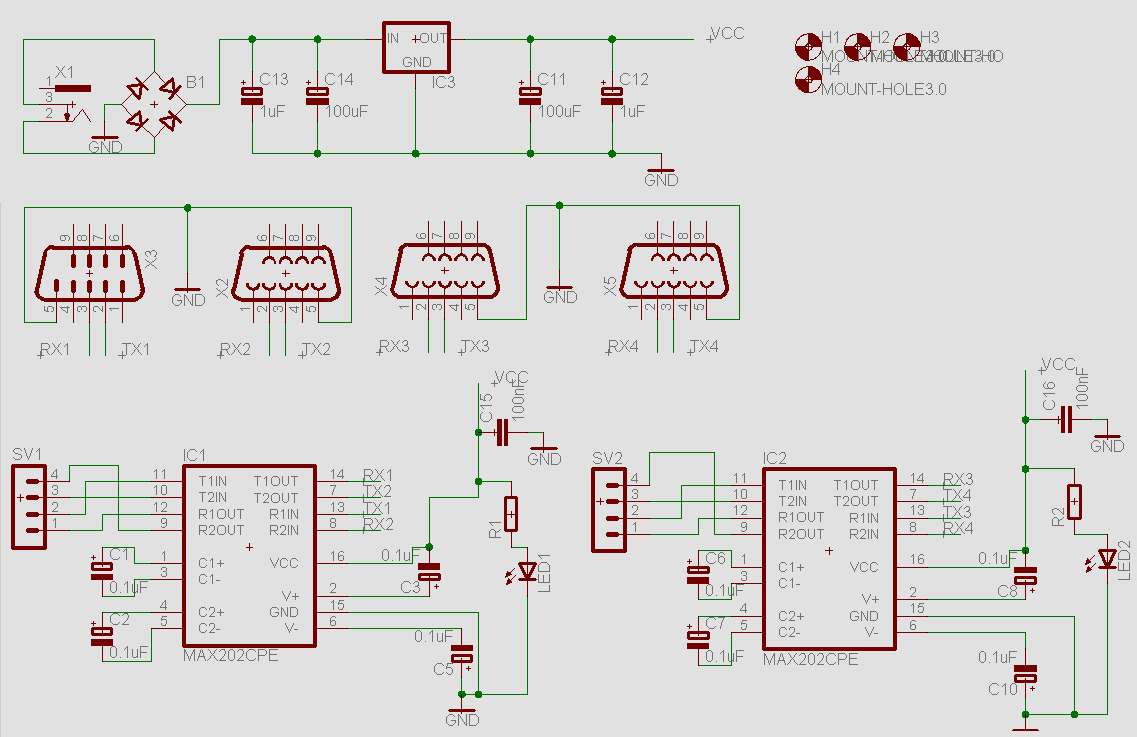 IN +OUT
GND
IC3
VCC
X1
1
3
2
B1
GND
C13
1uF
C14
100uF
C11
100uF
C12
1uF
GND
H1
H2
H3
H4
MOUNT-HOLE3.0
9 8 7 6
X3
5 4 3 2 1
GND
6 7 8 9
X2
1 2 3 4 5
6 7 8 9
X4
1 2 3 4 5
GND
6 7 8 9
X5
1 2 3 4 5
RX1
TX1
RX2
TX2
RX3
TX3
RX4
TX4
VCC
C15
100nF
GND
SV1
4
3
2
1
IC1
11 T1IN T1OUT 14 RX1
10 T2IN T2OUT 7 TX2
12 R1OUT R1IN 13 TX1
9 R2OUT R2IN 8 RX2
1 C1+ VCC 16
3 C1-
V+ 2
4 C2+ GND 15
5 C2- V- 6
MAX202CPE
C1
0.1uF
C2
0.1uF
0.1uF
C3
0.1uF
C5
GND
R1
LED1
VCC
C16
100nF
GND
SV2
4
3
2
1
IC2
11 T1IN T1OUT 14 RX3
10 T2IN T2OUT 7 TX4
12 R1OUT R1IN 13 TX3
9 R2OUT R2IN 8 RX4
1 C1+ VCC 16
3 C1-
V+ 2
4 C2+ GND 15
5 C2- V- 6
MAX202CPE
C6
0.1uF
C7
0.1uF
0.1uF
C8
0.1uF
C10
R2
LED2